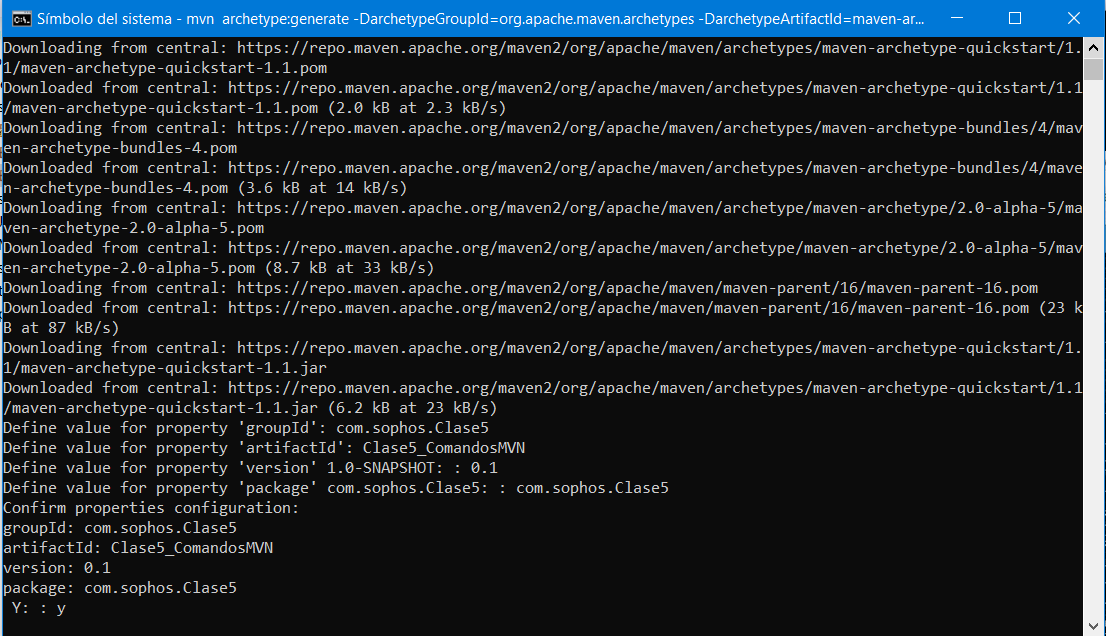 Símbolo del sistema - mvn archetype:generate -DarchetypeGroupId=org.apache.maven.archetypes -DarchetypeArtifactId=maven-ar...
Downloading from central: https://repo.maven.apache.org/maven2/org/apache/maven/archetypes/maven-archetype-quickstart/1.
1/maven-archetype-quickstart-1.1.pom
Downloaded from central: https://repo.maven.apache.org/maven2/org/apache/maven/archetypes/maven-archetype-quickstart/1.1
/maven-archetype-quickstart-1.1.pom (2.0 kB at 2.3 kB/s)
Downloading from central: https://repo.maven.apache.org/maven2/org/apache/maven/archetypes/maven-archetype-bundles/4/mav
en-archetype-bundles-4.pom
Downloaded from central: https://repo.maven.apache.org/maven2/org/apache/maven/archetypes/maven-archetype-bundles/4/mave
n-archetype-bundles-4.pom (3.6 kB at 14 kB/s)
Downloading from central: https://repo.maven.apache.org/maven2/org/apache/maven/archetype/maven-archetype/2.0-alpha-5/ma
ven-archetype-2.0-alpha-5.pom
Downloaded from central: https://repo.maven.apache.org/maven2/org/apache/maven/archetype/maven-archetype/2.0-alpha-5/mav
en-archetype-2.0-alpha-5.pom (8.7 kB at 33 kB/s)
Downloading from central: https://repo.maven.apache.org/maven2/org/apache/maven/maven-parent/16/maven-parent-16.pom
Downloaded from central: https://repo.maven.apache.org/maven2/org/apache/maven/maven-parent/16/maven-parent-16.pom (23 k
B at 87 kB/s)
Downloading from central: https://repo.maven.apache.org/maven2/org/apache/maven/archetypes/maven-archetype-quickstart/1.
1/maven-archetype-quickstart-1.1.jar
Downloaded from central: https://repo.maven.apache.org/maven2/org/apache/maven/archetypes/maven-archetype-quickstart/1.1
/maven-archetype-quickstart-1.1.jar (6.2 kB at 23 kB/s)
Define value for property 'groupId': com.sophos.Clase5
Define value for property 'artifactId': Clase5_ComandosMVN
Define value for property 'version' 1.0-SNAPSHOT: : 0.1
Define value for property 'package' com.sophos.Clase5: : com.sophos.Clase5
Confirm properties configuration:
groupId: com.sophos.Clase5
artifactId: Clase5_ComandosMVN
version: 0.1
package: com.sophos.Clase5
 Y: : y